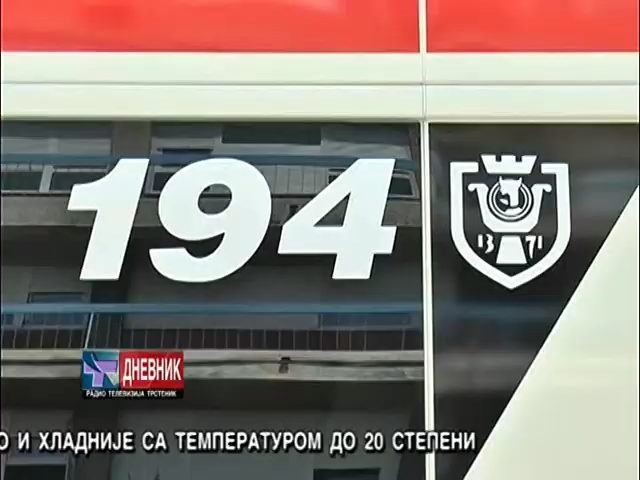 194
13 71
ДНЕВНИК
РАДИО ТЕЛЕВИЗИЈА ТРСТЕНИК
О И ХЛАДНИЈЕ СА ТЕМПЕРАТУРОМ ДО 20 СТЕПЕНИ